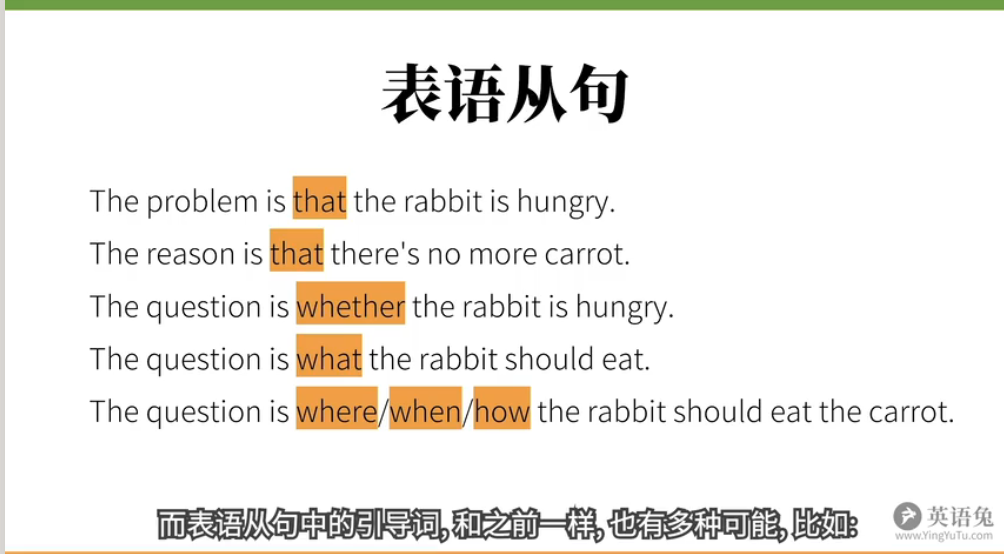 表语从句
The problem is that the rabbit is hungry.
The reason is that there's no more carrot.
The question is whether the rabbit is hungry.
The question is what the rabbit should eat.
The question is where/when/how the rabbit should eat the carrot.
而表语从句中的引导词, 和之前一样, 也有多种可能, 比如:
英语兔
www.YingYuTu.com